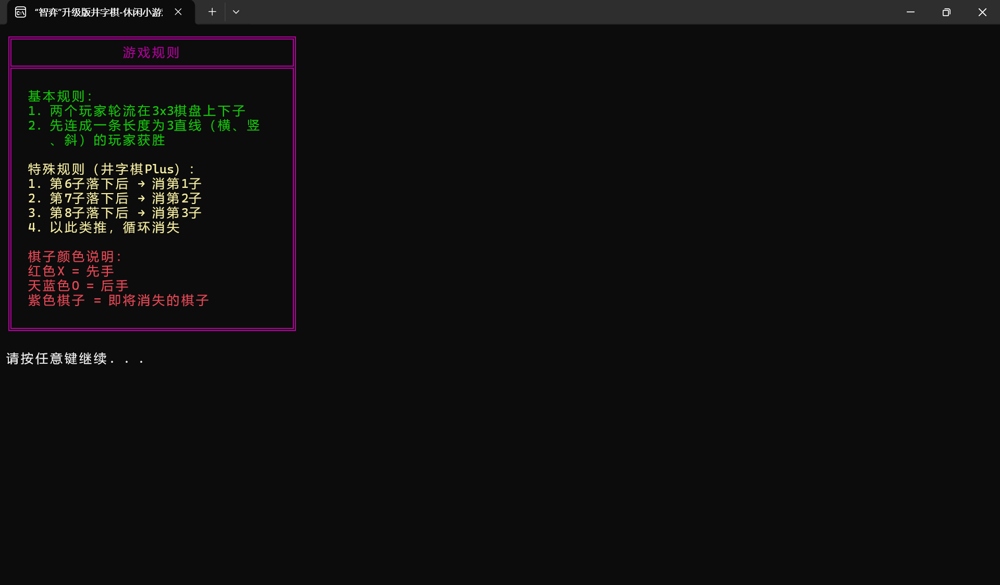 “智弈”升级版井字棋-休闲小游
游戏规则
基本规则：
1. 两个玩家轮流在3x3棋盘上下子
2. 先连成一条长度为3直线（横、竖
、斜）的玩家获胜
特殊规则（井字棋Plus）：
1. 第6子落下后 → 消第1子
2. 第7子落下后 → 消第2子
3. 第8子落下后 → 消第3子
4. 以此类推，循环消失
棋子颜色说明：
红色X = 先手
天蓝色O = 后手
紫色棋子 = 即将消失的棋子
请按任意键继续. . .